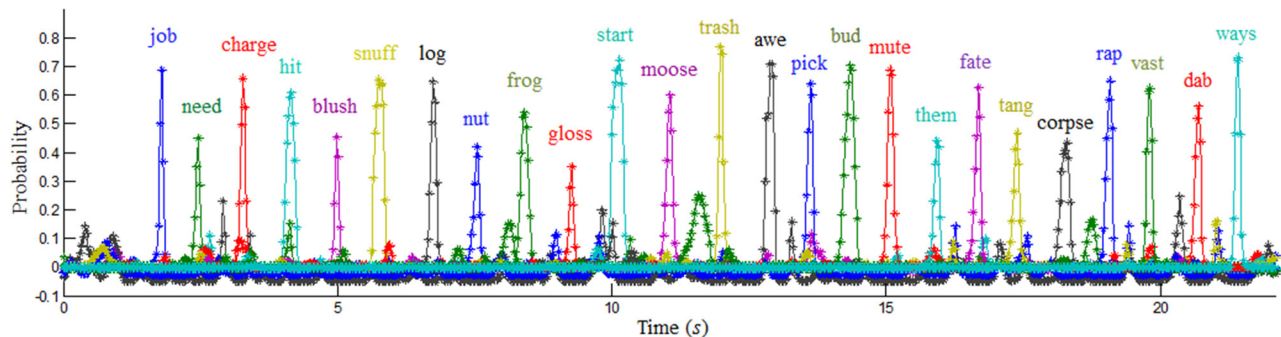 0.8
0.7
0.6
0.5
0.4
0.3
0.2
0.1
0
-0.1
Probability
job
need
charge
hit
blush
snuff
log
nut
frog
gloss
start
moose
trash
awe
pick
bud
mute
them
fate
tang
corpse
rap
vast
dab
ways
0 5 10 15 20
Time (s)